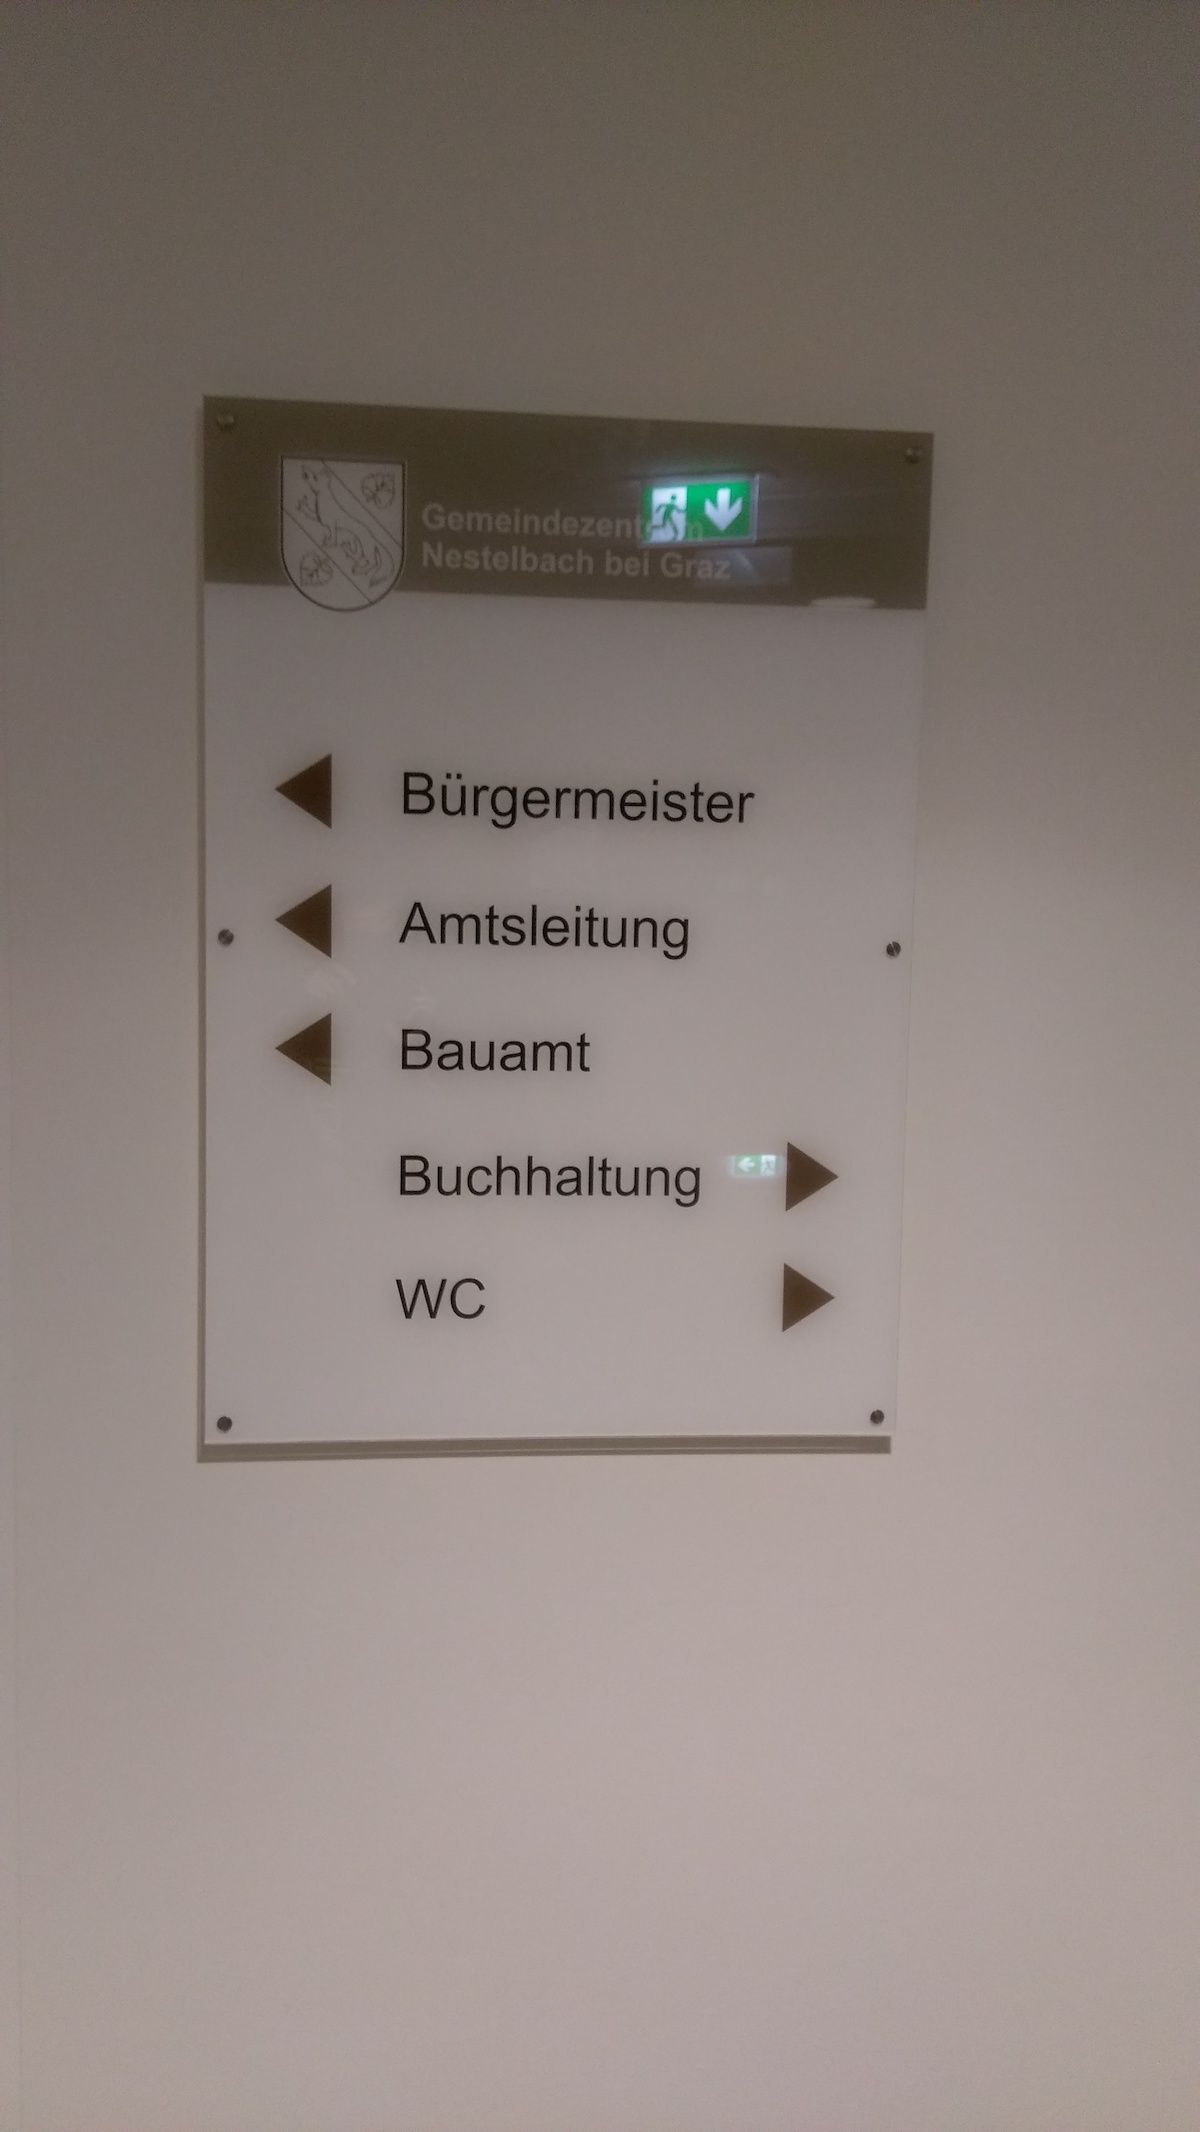 Gemeindezentrum
Nestelbach bei Graz
Bürgermeister
Amtsleitung
Bauamt
Buchhaltung
WC